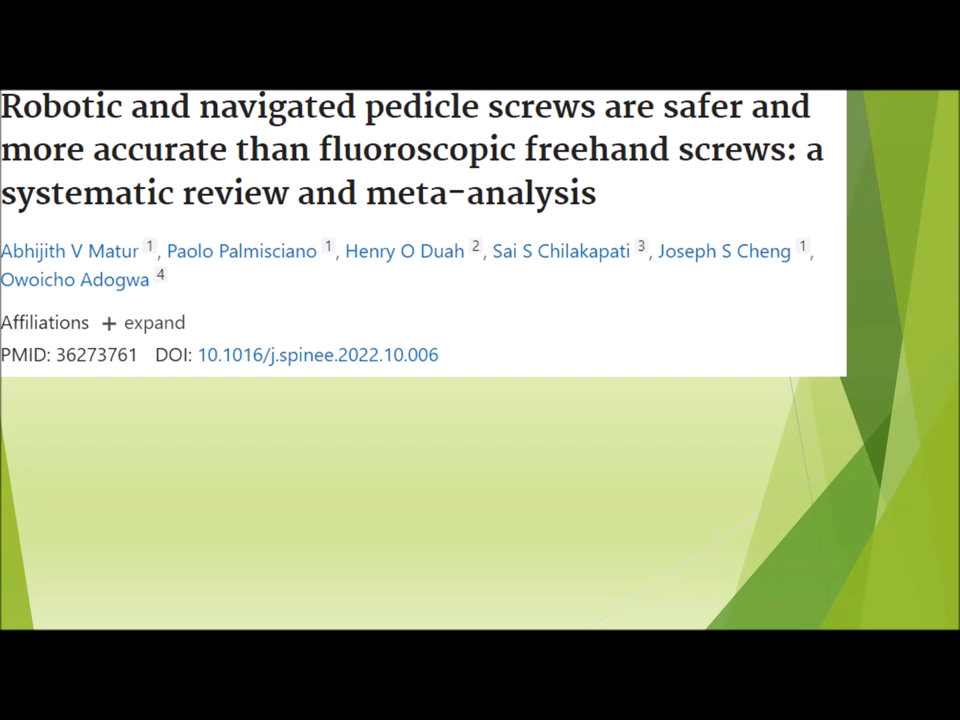 Robotic and navigated pedicle screws are safer and
more accurate than fluoroscopic freehand screws: a
systematic review and meta-analysis
Abhijith V Matur 1, Paolo Palmisciano 1, Henry O Duah 2, Sai S Chilakapati 3, Joseph S Cheng 1,
Owoicho Adogwa 4
Affiliations + expand
PMID: 36273761 DOI: 10.1016/j.spinee.2022.10.006